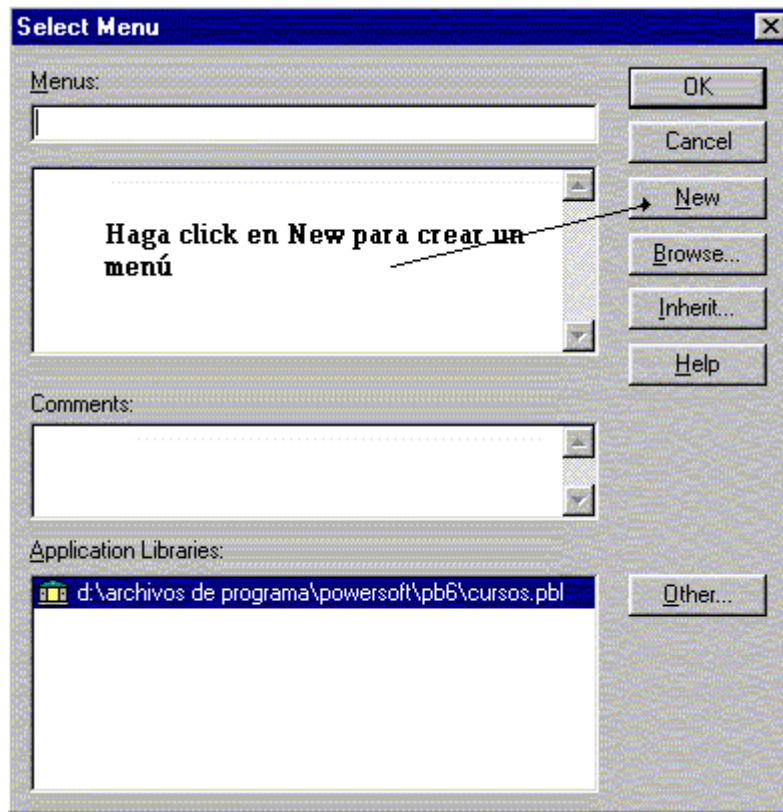 Select Menu
Menus:
OK
Cancel
Haga click en New para crear un
menú
New
Browse...
Inherit...
Help
Comments:
Application Libraries:
d:\archivos de programa\powersoft\pb6\cursos.pbl
Other...